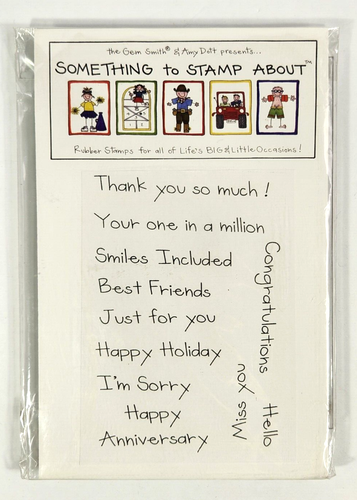 the Gem Smith® & Amy Dott presents...
SOMETHING to STAMP ABOUT™
Rubber Stamps for all of Life's BIG & Little Occasions!
Thank you so much!
Your one in a million
Smiles Included
Best Friends
Just for you
Happy Holiday
I'm Sorry
Happy
Anniversary
Congratulations
Miss you
Hello